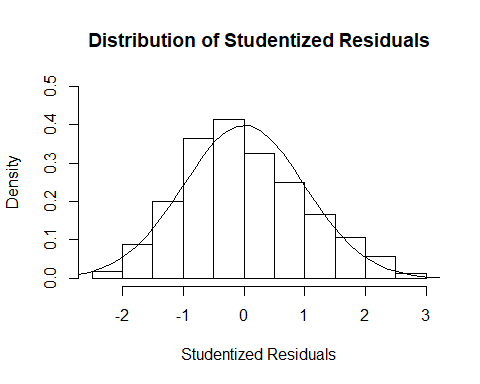 Distribution of Studentized Residuals
Density
0.0 0.1 0.2 0.3 0.4 0.5
-2 -1 0 1 2 3
Studentized Residuals